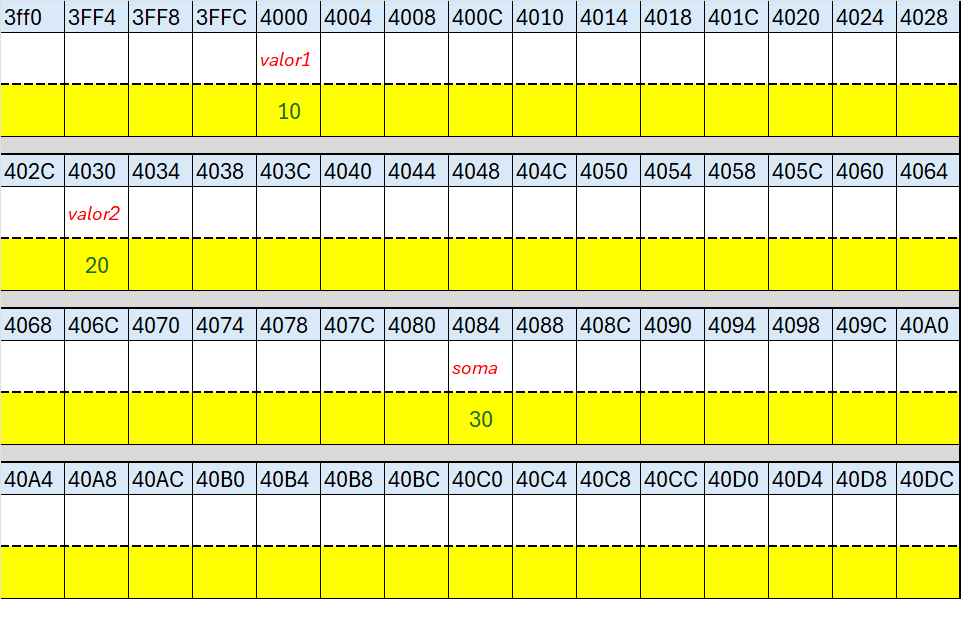 3ff0 3FF4 3FF8 3FFC 4000 4004 4008 400C 4010 4014 4018 401C 4020 4024 4028
valor1
10
402C 4030 4034 4038 403C 4040 4044 4048 404C 4050 4054 4058 405C 4060 4064
valor2
20
4068 406C 4070 4074 4078 407C 4080 4084 4088 408C 4090 4094 4098 409C 40A0
soma
30
40A4 40A8 40AC 40B0 40B4 40B8 40BC 40C0 40C4 40C8 40CC 40D0 40D4 40D8 40DC